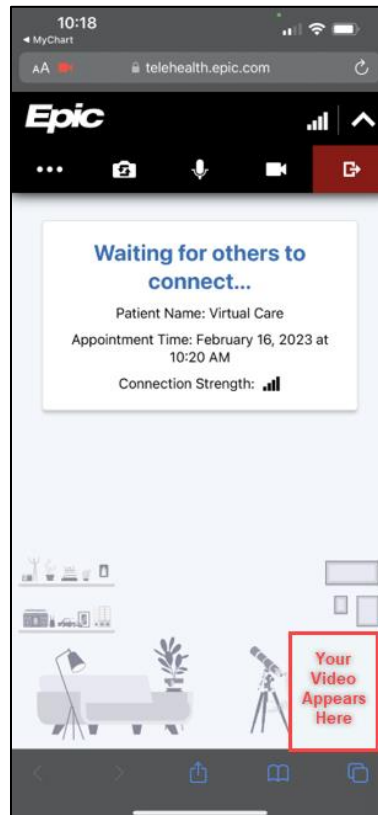 10:18
◀ MyChart
AA telehealth.epic.com
Epic
Waiting for others to
connect...
Patient Name: Virtual Care
Appointment Time: February 16, 2023 at
10:20 AM
Connection Strength:
Your
Video
Appears
Here